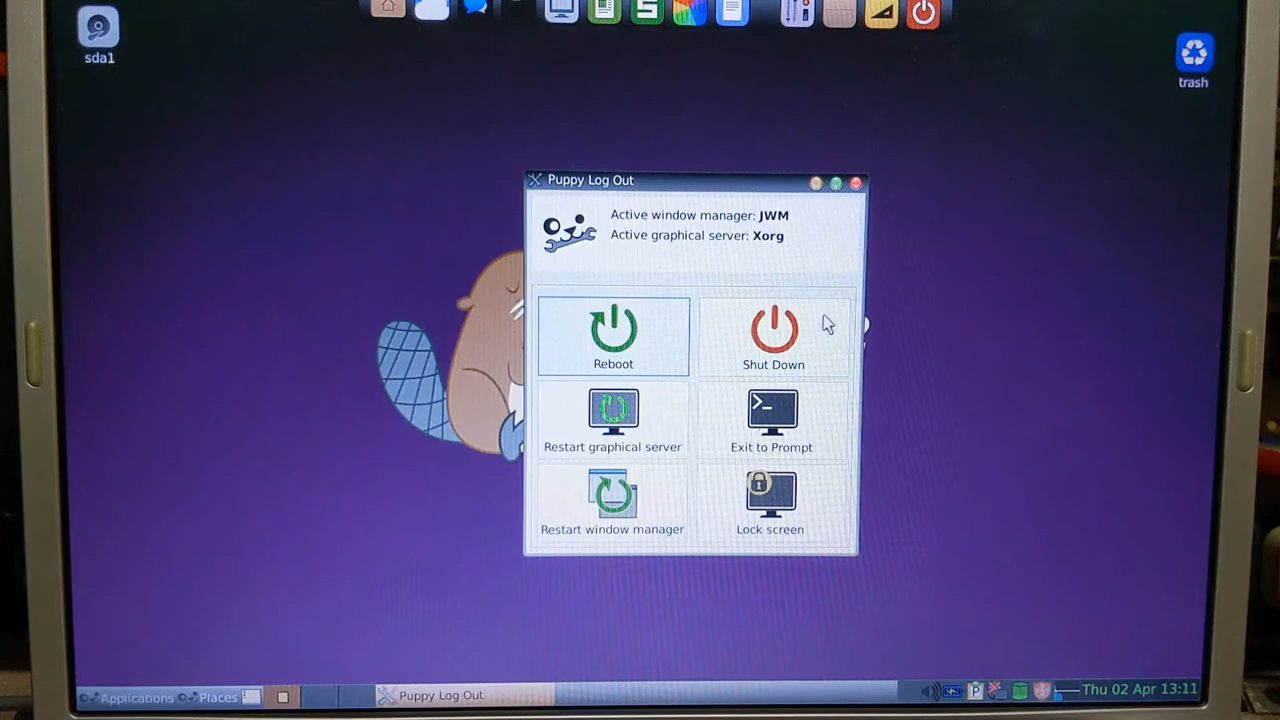 sda1
trash
Puppy Log Out
Active window manager: JWM
Active graphical server: Xorg
Reboot
Shut Down
Restart graphical server
Exit to Prompt
Restart window manager
Lock screen
Applications
Places
Puppy Log Out
P
Thu 02 Apr 13:11